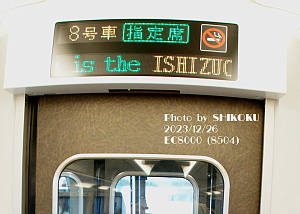 8号車 指定席
is the ISHIZUC
Photo by SHIKOKU
2023/12/26
EC8000 (8504)